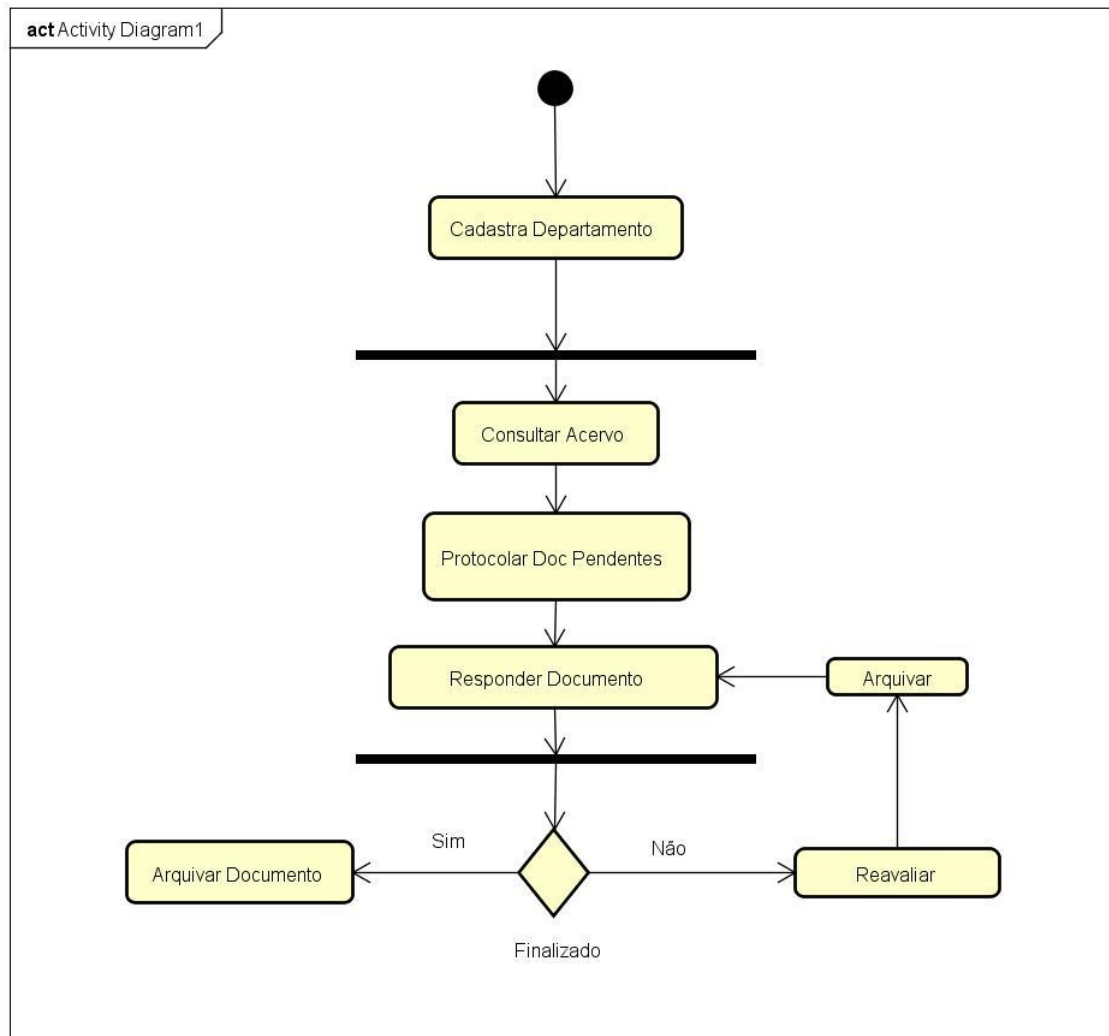 act Activity Diagram1
Cadastra Departamento
Consultar Acervo
Protocolar Doc Pendentes
Responder Documento
Arquivar
Sim
Não
Arquivar Documento
Reavaliar
Finalizado